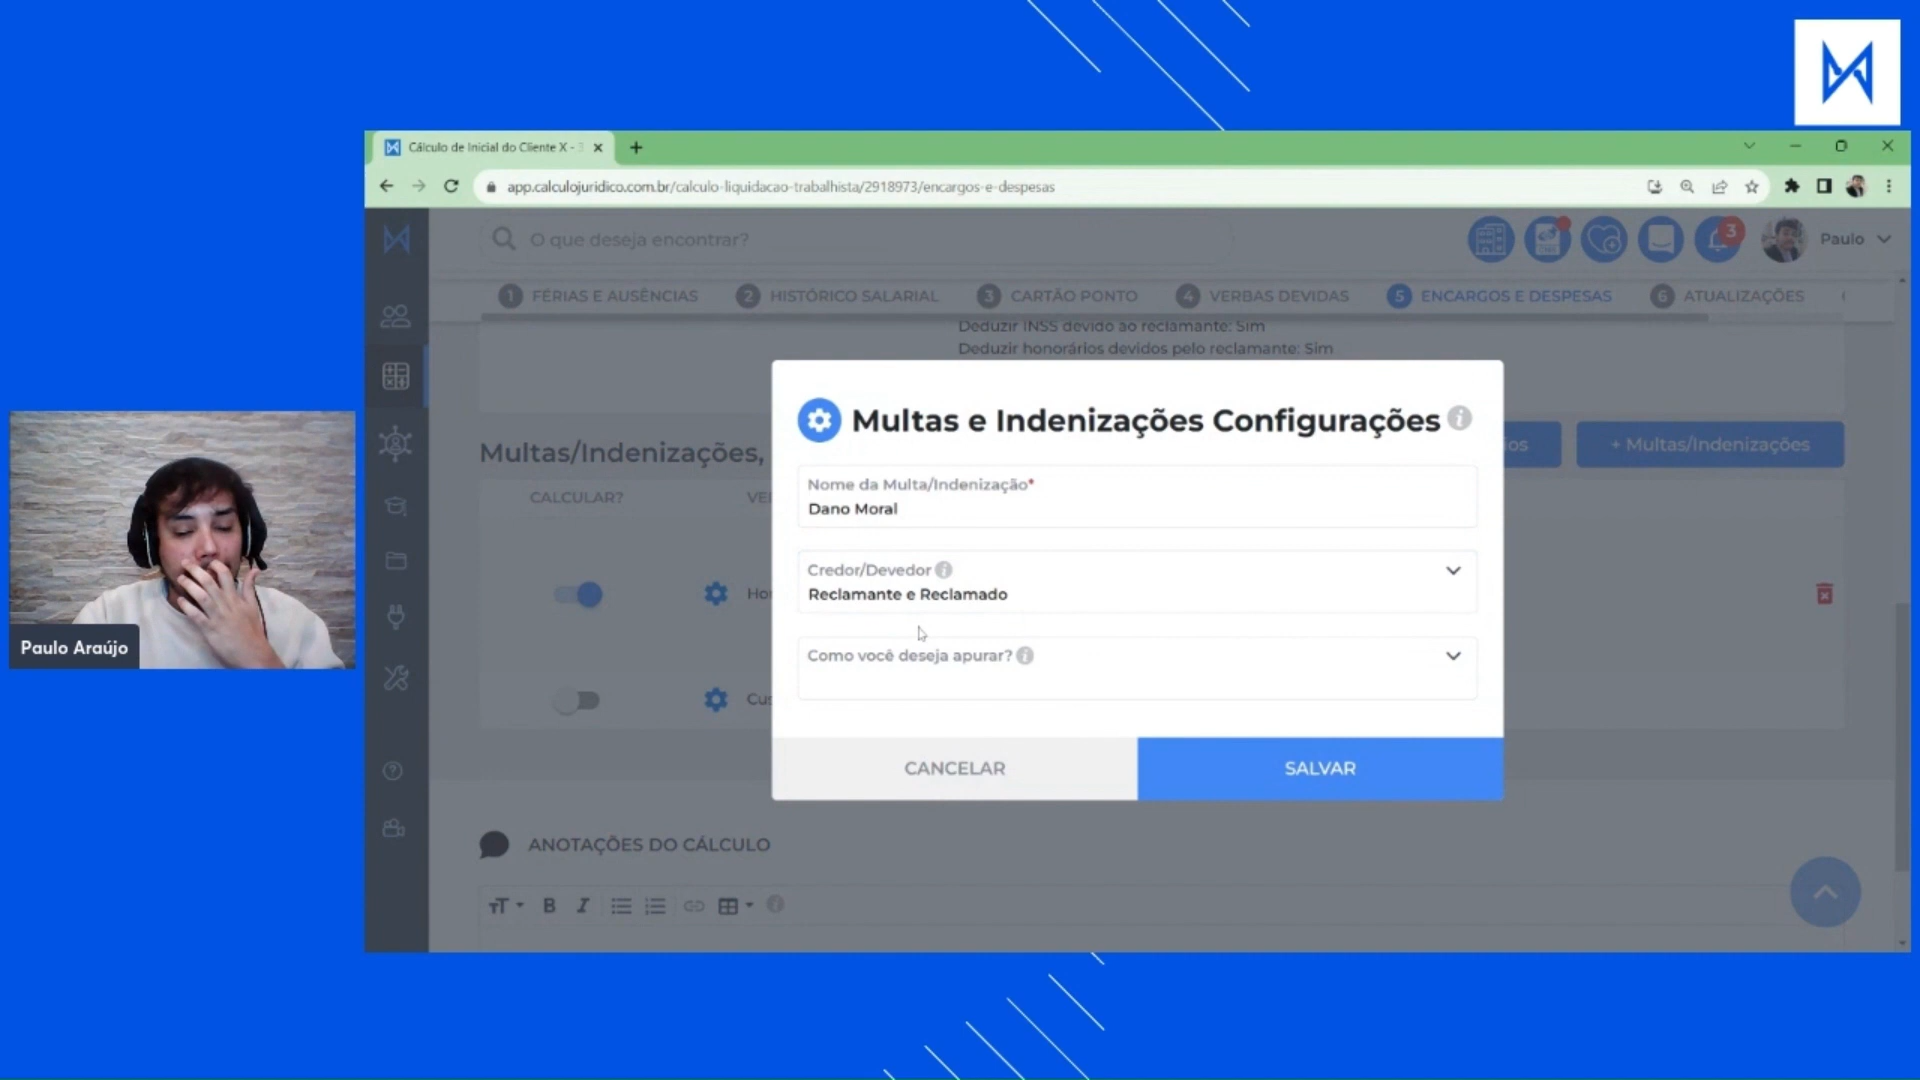 Cálculo de Inicial do Cliente X -
app.calculojuridico.com.br/calculo-liquidacao-trabalhista/2918973/encargos-e-despesas
O que deseja encontrar?
3
Paulo
1 FÉRIAS E AUSÊNCIAS
2 HISTÓRICO SALARIAL
3 CARTÃO PONTO
4 VERBAS DEVIDAS
5 ENCARGOS E DESPESAS
6 ATUALIZAÇÕES
Deduzir INSS devido ao reclamante: Sim
Deduzir honorários devidos pelo reclamante: Sim
Multas/Indenizações,
+ Multas/Indenizações
CALCULAR?
Multas e Indenizações Configurações
Nome da Multa/Indenização*
Dano Moral
Credor/Devedor
Reclamante e Reclamado
Como você deseja apurar?
CANCELAR
SALVAR
ANOTAÇÕES DO CÁLCULO
Paulo Araújo